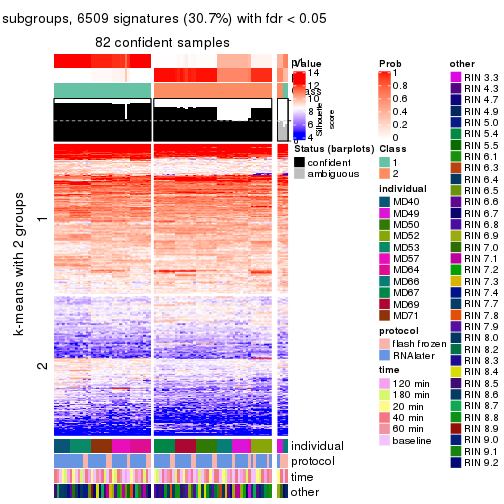 subgroups, 6509 signatures (30.7%) with fdr < 0.05
82 confident samples
k-means with 2 groups
1
2
Value
14
12
10
8
6
4
Silhouette
score
Status (barplots)
confident
ambiguous
Prob
1
0.8
0.6
0.4
0.2
0
Class
1
2
individual
MD40
MD49
MD50
MD52
MD53
MD57
MD64
MD66
MD67
MD69
MD71
protocol
flash frozen
RNAlater
time
120 min
180 min
20 min
40 min
60 min
baseline
other
RIN 3.3
RIN 4.3
RIN 4.7
RIN 4.9
RIN 5.0
RIN 5.4
RIN 5.5
RIN 6.1
RIN 6.3
RIN 6.4
RIN 6.5
RIN 6.6
RIN 6.7
RIN 6.8
RIN 6.9
RIN 7.0
RIN 7.1
RIN 7.2
RIN 7.3
RIN 7.4
RIN 7.7
RIN 7.8
RIN 7.9
RIN 8.0
RIN 8.2
RIN 8.3
RIN 8.4
RIN 8.5
RIN 8.6
RIN 8.7
RIN 8.8
RIN 8.9
RIN 9.0
RIN 9.1
RIN 9.2
individual
protocol
time
other